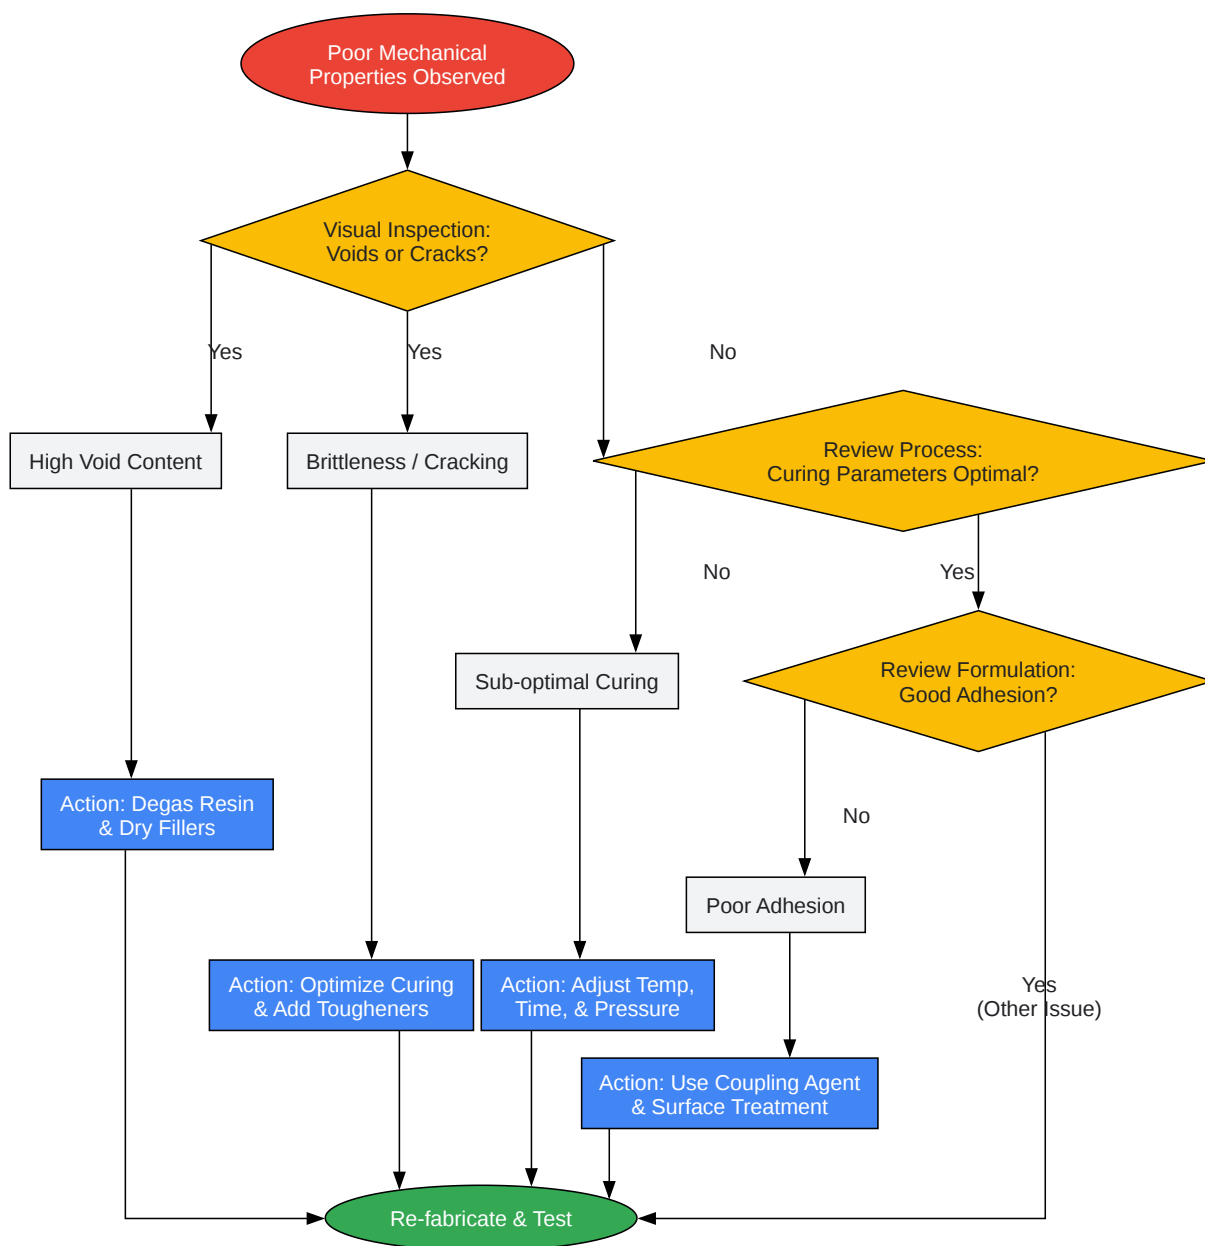 Poor Mechanical
Properties Observed
Visual Inspection:
Voids or Cracks?
Yes
Yes
No
High Void Content
Brittleness / Cracking
Review Process:
Curing Parameters Optimal?
No
Yes
Sub-optimal Curing
Review Formulation:
Good Adhesion?
Action: Degas Resin
& Dry Fillers
No
Poor Adhesion
Action: Optimize Curing
& Add Tougheners
Action: Adjust Temp,
Time, & Pressure
Yes
(Other Issue)
Action: Use Coupling Agent
& Surface Treatment
Re-fabricate & Test